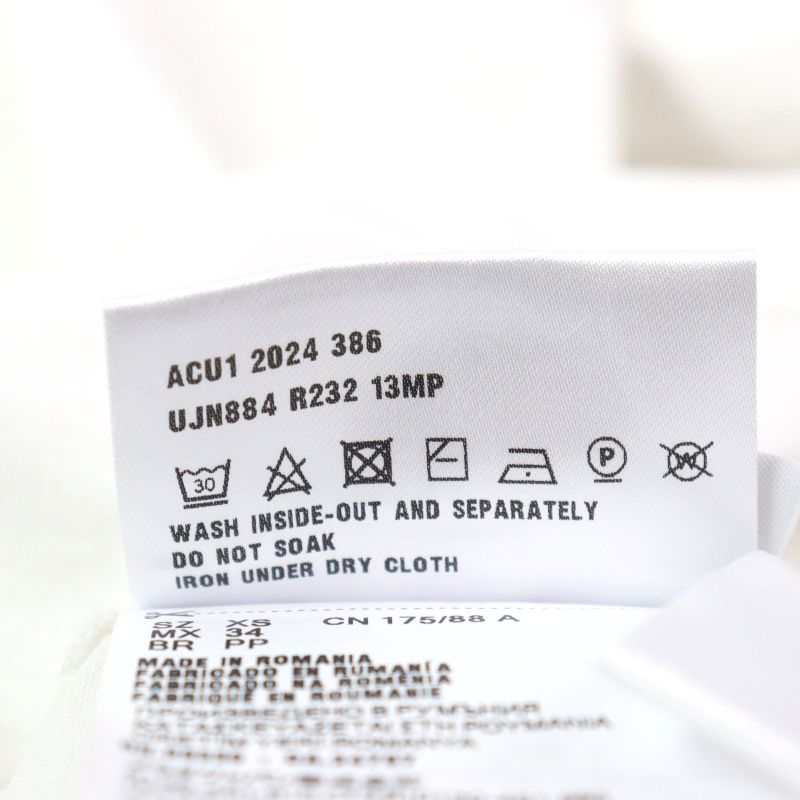 ACU1 2024 386
UJN884 R232 13MP
30 P W
WASH INSIDE-OUT AND SEPARATELY
DO NOT SOAK
IRON UNDER DRY CLOTH
SZ XS CN 175/88 A
MX 34
BR PP
MADE IN ROMANIA
FABRICADO EN RUMANÍA
FABRICADO NA ROMÉNIA
FABRIQUÉ EN ROUMANIE
ПРОИЗВЕДЕНО В РУМЪНИЯ